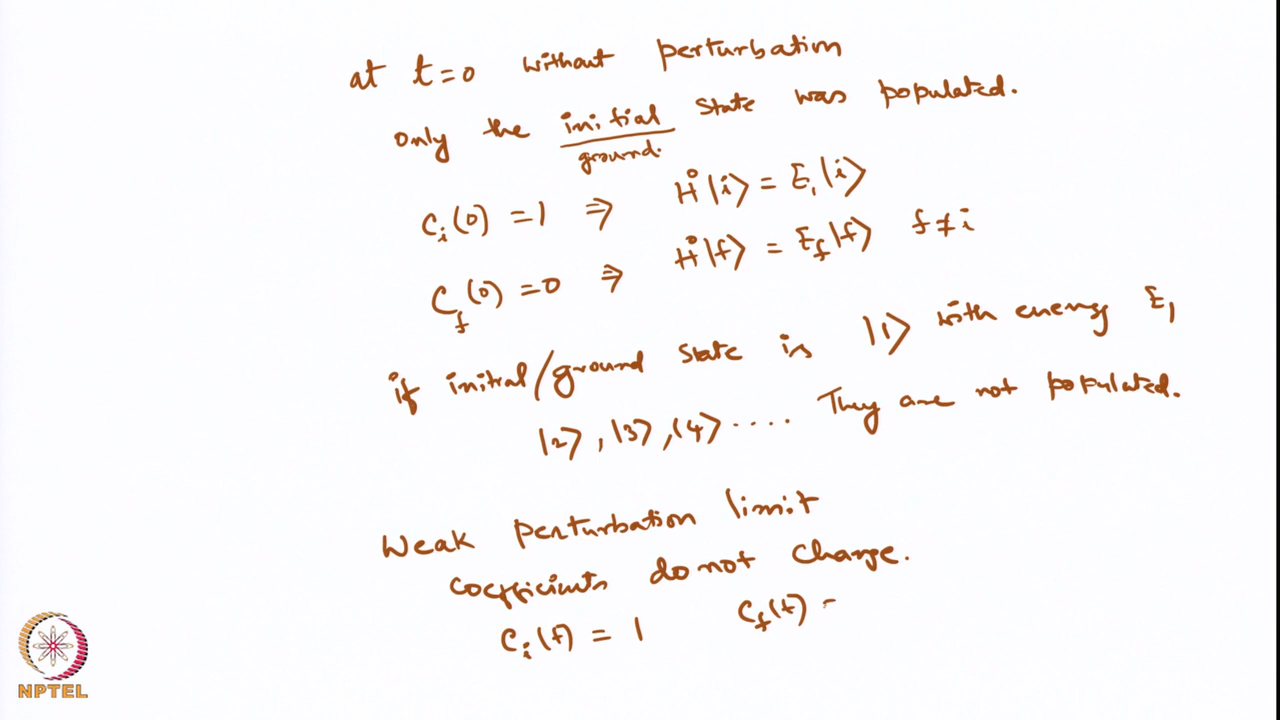 at t=0 without perturbation
only the initial state was populated.
ground.
C_i(0) = 1 ⇒ H°|i⟩ = E_i|i⟩
C_f(0) = 0 ⇒ H°|f⟩ = E_f|f⟩ f≠i
if initial/ground state is |1⟩ with energy E_1
|2⟩, |3⟩, |4⟩ .... They are not populated.
Weak perturbation limit
coefficients do not change.
C_i(t) = 1 C_f(t) =
NPTEL